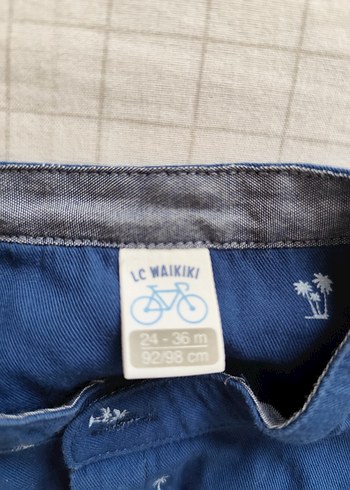 LC WAIKIKI
24 - 36 m
92/98 cm